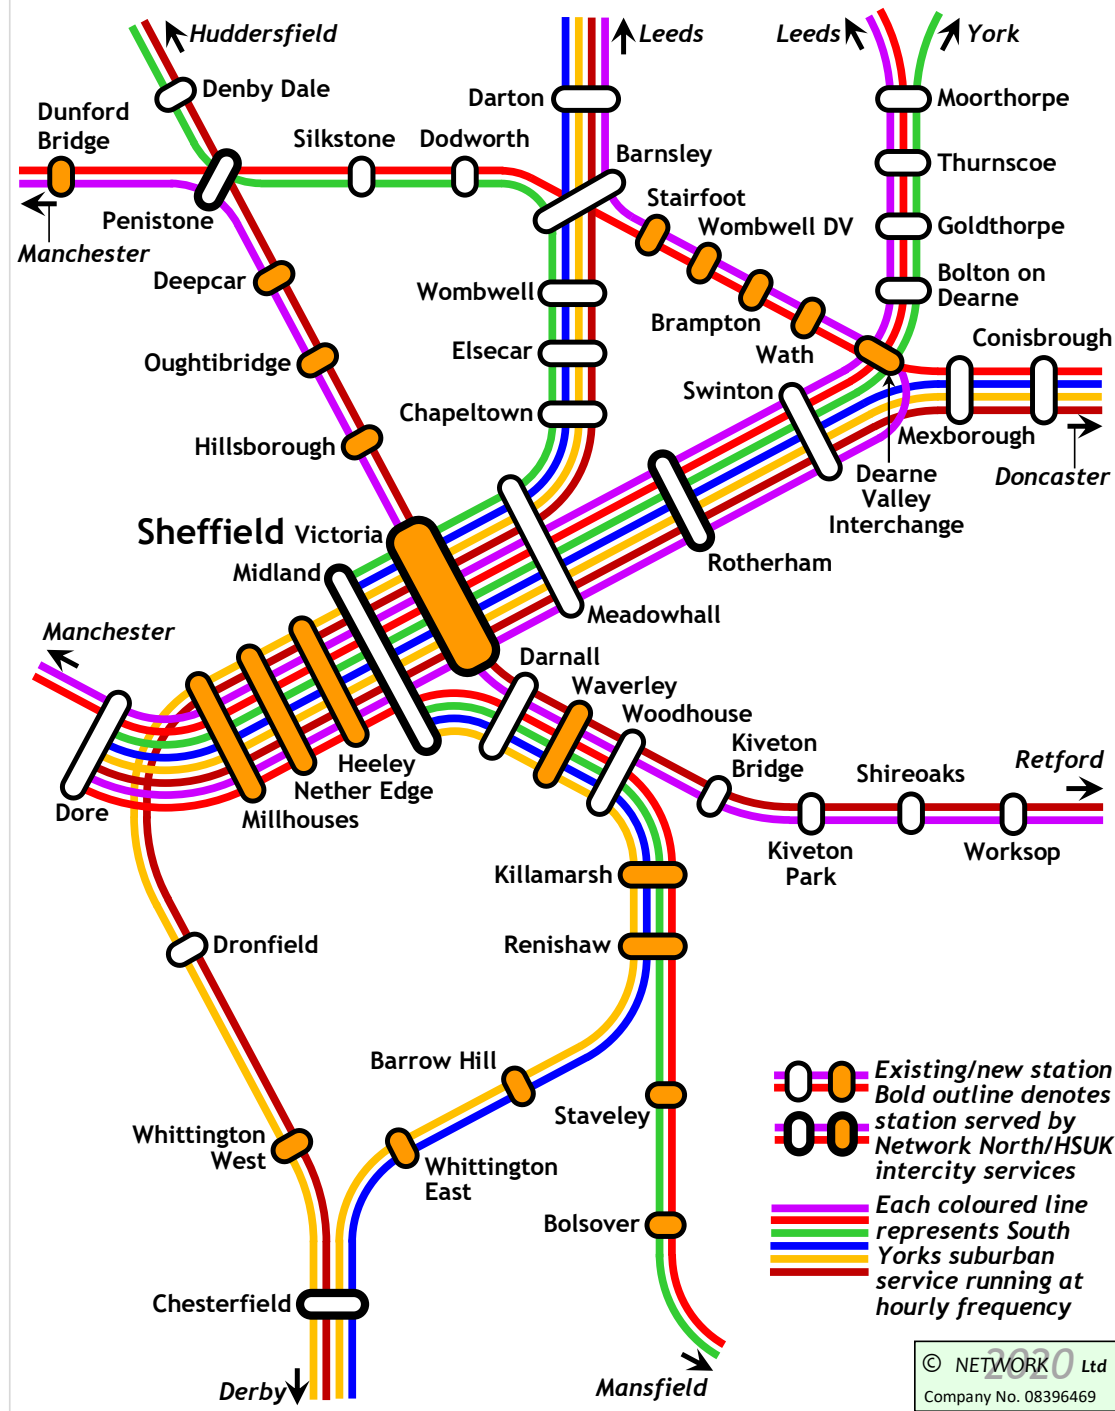 Huddersfield
Leeds
Leeds
York
Denby Dale
Darton
Moorthorpe
Dunford
Bridge
Silkstone
Dodworth
Barnsley
Thurnscoe
Stairfoot
Penistone
Wombwell DV
Goldthorpe
Manchester
Deepcar
Wombwell
Bolton on
Dearne
Brampton
Conisbrough
Oughtibridge
Elsecar
Wath
Swinton
Chapeltown
Hillsborough
Mexborough
Doncaster
Dearne
Valley
Interchange
Sheffield Victoria
Midland
Rotherham
Meadowhall
Manchester
Darnall
Waverley
Woodhouse
Kiveton
Bridge
Shireoaks
Retford
Heeley
Nether Edge
Millhouses
Dore
Kiveton
Park
Worksop
Killamarsh
Dronfield
Renishaw
Barrow Hill
Staveley
Whittington
West
Whittington
East
Bolsover
Chesterfield
Derby
Mansfield
Existing/new station
Bold outline denotes
station served by
Network North/HSUK
intercity services
Each coloured line
represents South
Yorks suburban
service running at
hourly frequency
© NETWORK 2020 Ltd
Company No. 08396469